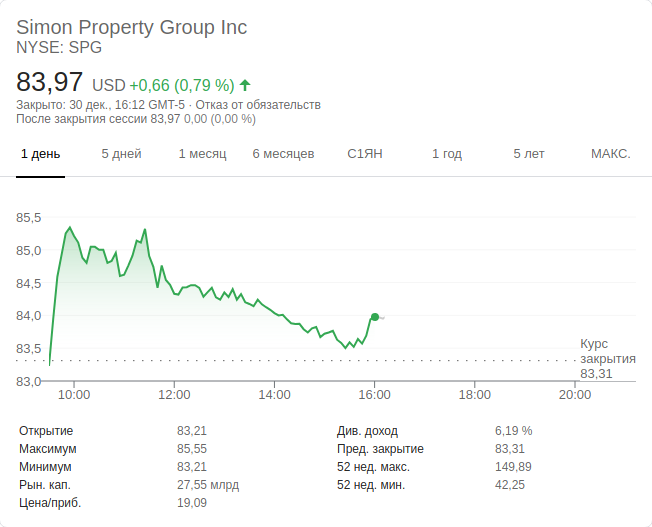 Simon Property Group Inc
NYSE: SPG
83,97 USD +0,66 (0,79 %)
Закрыто: 30 дек., 16:12 GMT-5 · Отказ от обязательств
После закрытия сессии 83,97 0,00 (0,00 %)
1 день 5 дней 1 месяц 6 месяцев С1ЯН 1 год 5 лет МАКС.
85,5
85,0
84,5
84,0
83,5
83,0
Курс
закрытия
83,31
10:00 12:00 14:00 16:00 18:00 20:00
Открытие 83,21 Див. доход 6,19 %
Максимум 85,55 Пред. закрытие 83,31
Минимум 83,21 52 нед. макс. 149,89
Рын. кап. 27,55 млрд 52 нед. мин. 42,25
Цена/приб. 19,09